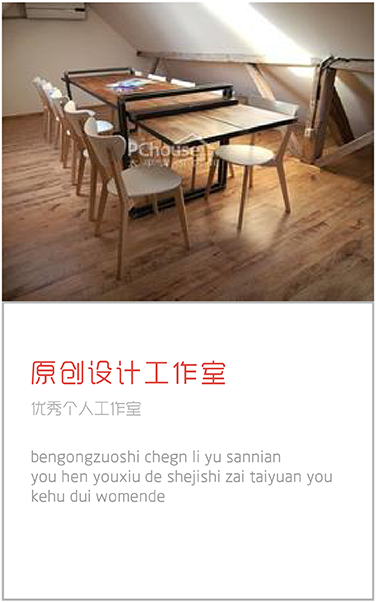 PChouse
原创设计工作室
优秀个人工作室
bengongzuoshi chegn li yu sannian
you hen youxiu de shejishi zai taiyuan you
kehu dui womende